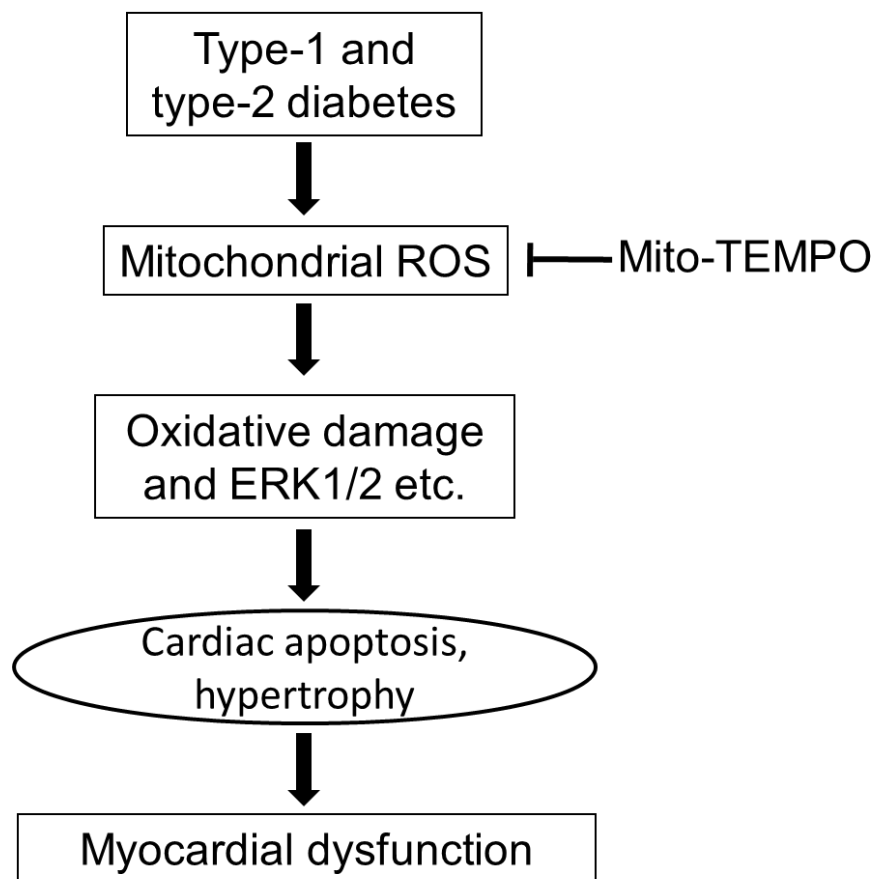 Type-1 and
type-2 diabetes
Mitochondrial ROS
Mito-TEMPO
Oxidative damage
and ERK1/2 etc.
Cardiac apoptosis,
hypertrophy
Myocardial dysfunction